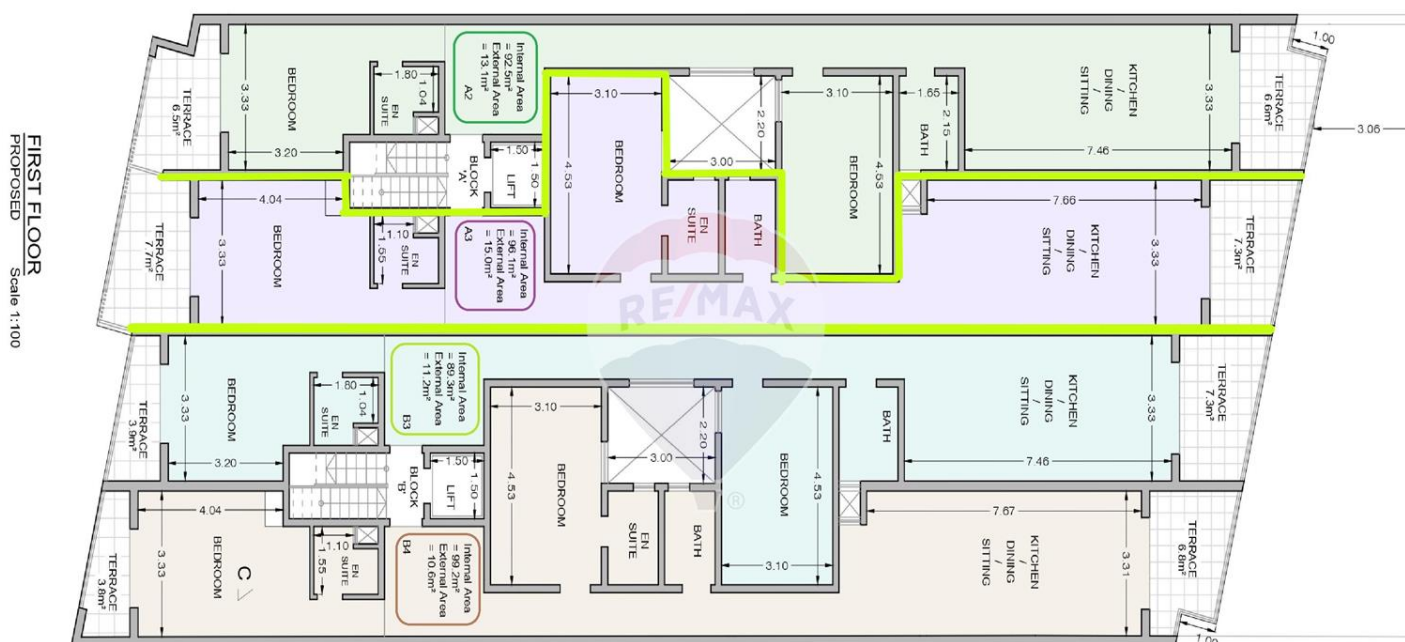 FIRST FLOOR
PROPOSED Scale 1:100
TERRACE
6.5m²
3.33
BEDROOM
3.20
1.80
1.04
EN
SUITE
Internal Area
= 92.5m²
External Area
= 13.1m²
A2
BLOCK
'A'
LIFT
1.50
1.50
3.10
BEDROOM
4.53
2.20
3.00
3.10
BEDROOM
4.53
1.65
2.15
BATH
KITCHEN
/
DINING
/
SITTING
7.46
3.33
TERRACE
6.6m²
1.00
3.06
TERRACE
7.7m²
4.04
3.33
BEDROOM
1.10
1.55
EN
SUITE
Internal Area
= 96.1m²
External Area
= 15.0m²
A3
EN
SUITE
BATH
7.66
KITCHEN
/
DINING
/
SITTING
3.33
TERRACE
7.3m²
RE/MAX
®
TERRACE
3.9m²
3.33
BEDROOM
3.20
1.80
1.04
EN
SUITE
Internal Area
= 89.3m²
External Area
= 11.2m²
B3
BLOCK
'B'
LIFT
1.50
1.50
3.10
BEDROOM
4.53
2.20
3.00
BEDROOM
4.53
3.10
BATH
KITCHEN
/
DINING
/
SITTING
7.46
3.33
TERRACE
7.3m²
TERRACE
3.8m²
4.04
3.33
BEDROOM
C
1.10
1.55
EN
SUITE
Internal Area
= 99.2m²
External Area
= 10.6m²
B4
EN
SUITE
BATH
7.67
KITCHEN
/
DINING
/
SITTING
3.31
TERRACE
6.8m²
1.00